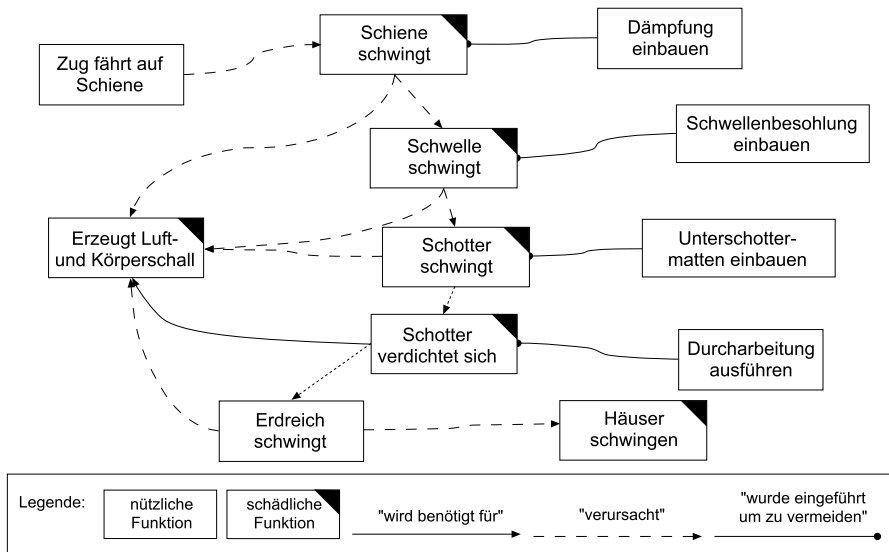 Schiene
schwingt
Dämpfung
einbauen
Zug fährt auf
Schiene
Schwelle
schwingt
Schwellenbesohlung
einbauen
Erzeugt Luft-
und Körperschall
Schotter
schwingt
Unterschotter-
matten einbauen
Schotter
verdichtet sich
Durcharbeitung
ausführen
Erdreich
schwingt
Häuser
schwingen
Legende:
nützliche
Funktion
schädliche
Funktion
"wird benötigt für"
"verursacht"
"wurde eingeführt
um zu vermeiden"